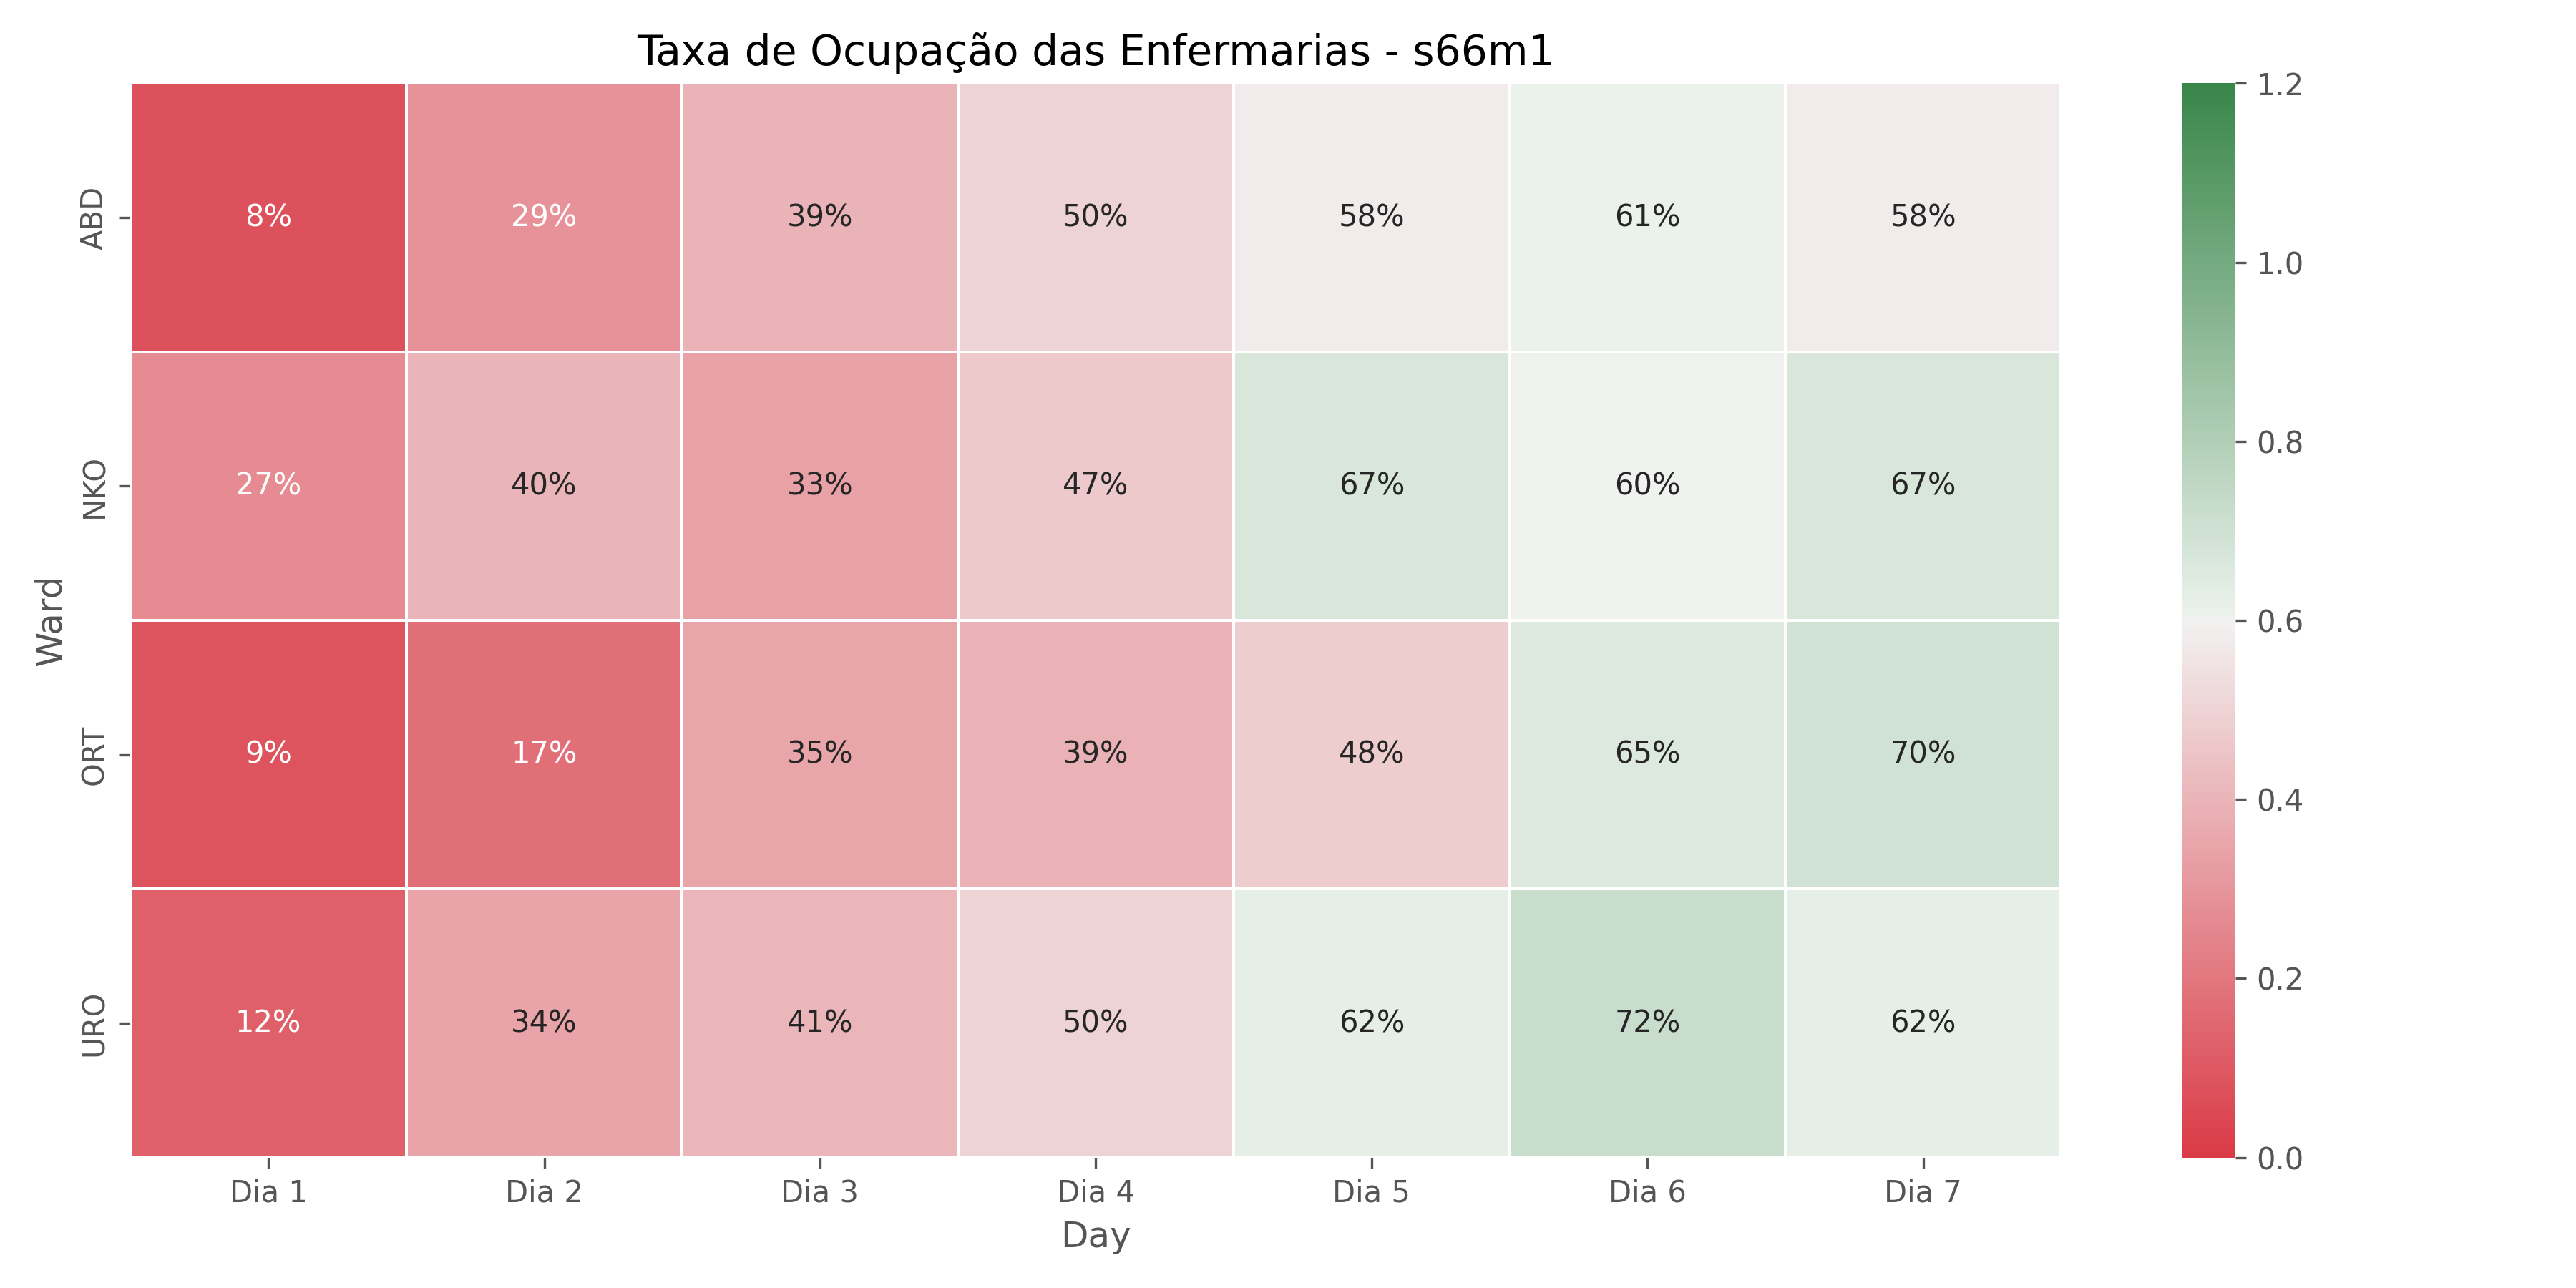 Taxa de Ocupação das Enfermarias - s66m1
Ward
ABD 8% 29% 39% 50% 58% 61% 58%
NKO 27% 40% 33% 47% 67% 60% 67%
ORT 9% 17% 35% 39% 48% 65% 70%
URO 12% 34% 41% 50% 62% 72% 62%
Dia 1 Dia 2 Dia 3 Dia 4 Dia 5 Dia 6 Dia 7
Day
1.2
1.0
0.8
0.6
0.4
0.2
0.0